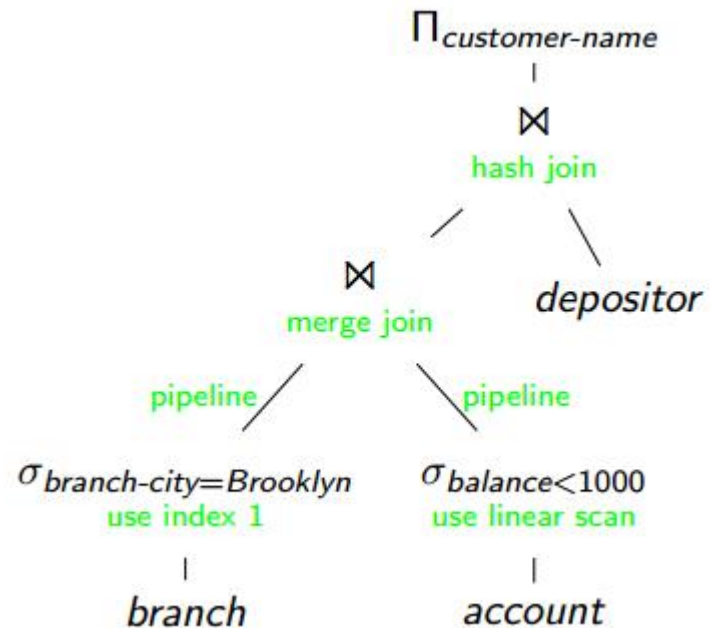 Π customer-name
⋈
hash join
⋈
depositor
merge join
pipeline pipeline
σ branch-city=Brooklyn σ balance<1000
use index 1 use linear scan
branch account